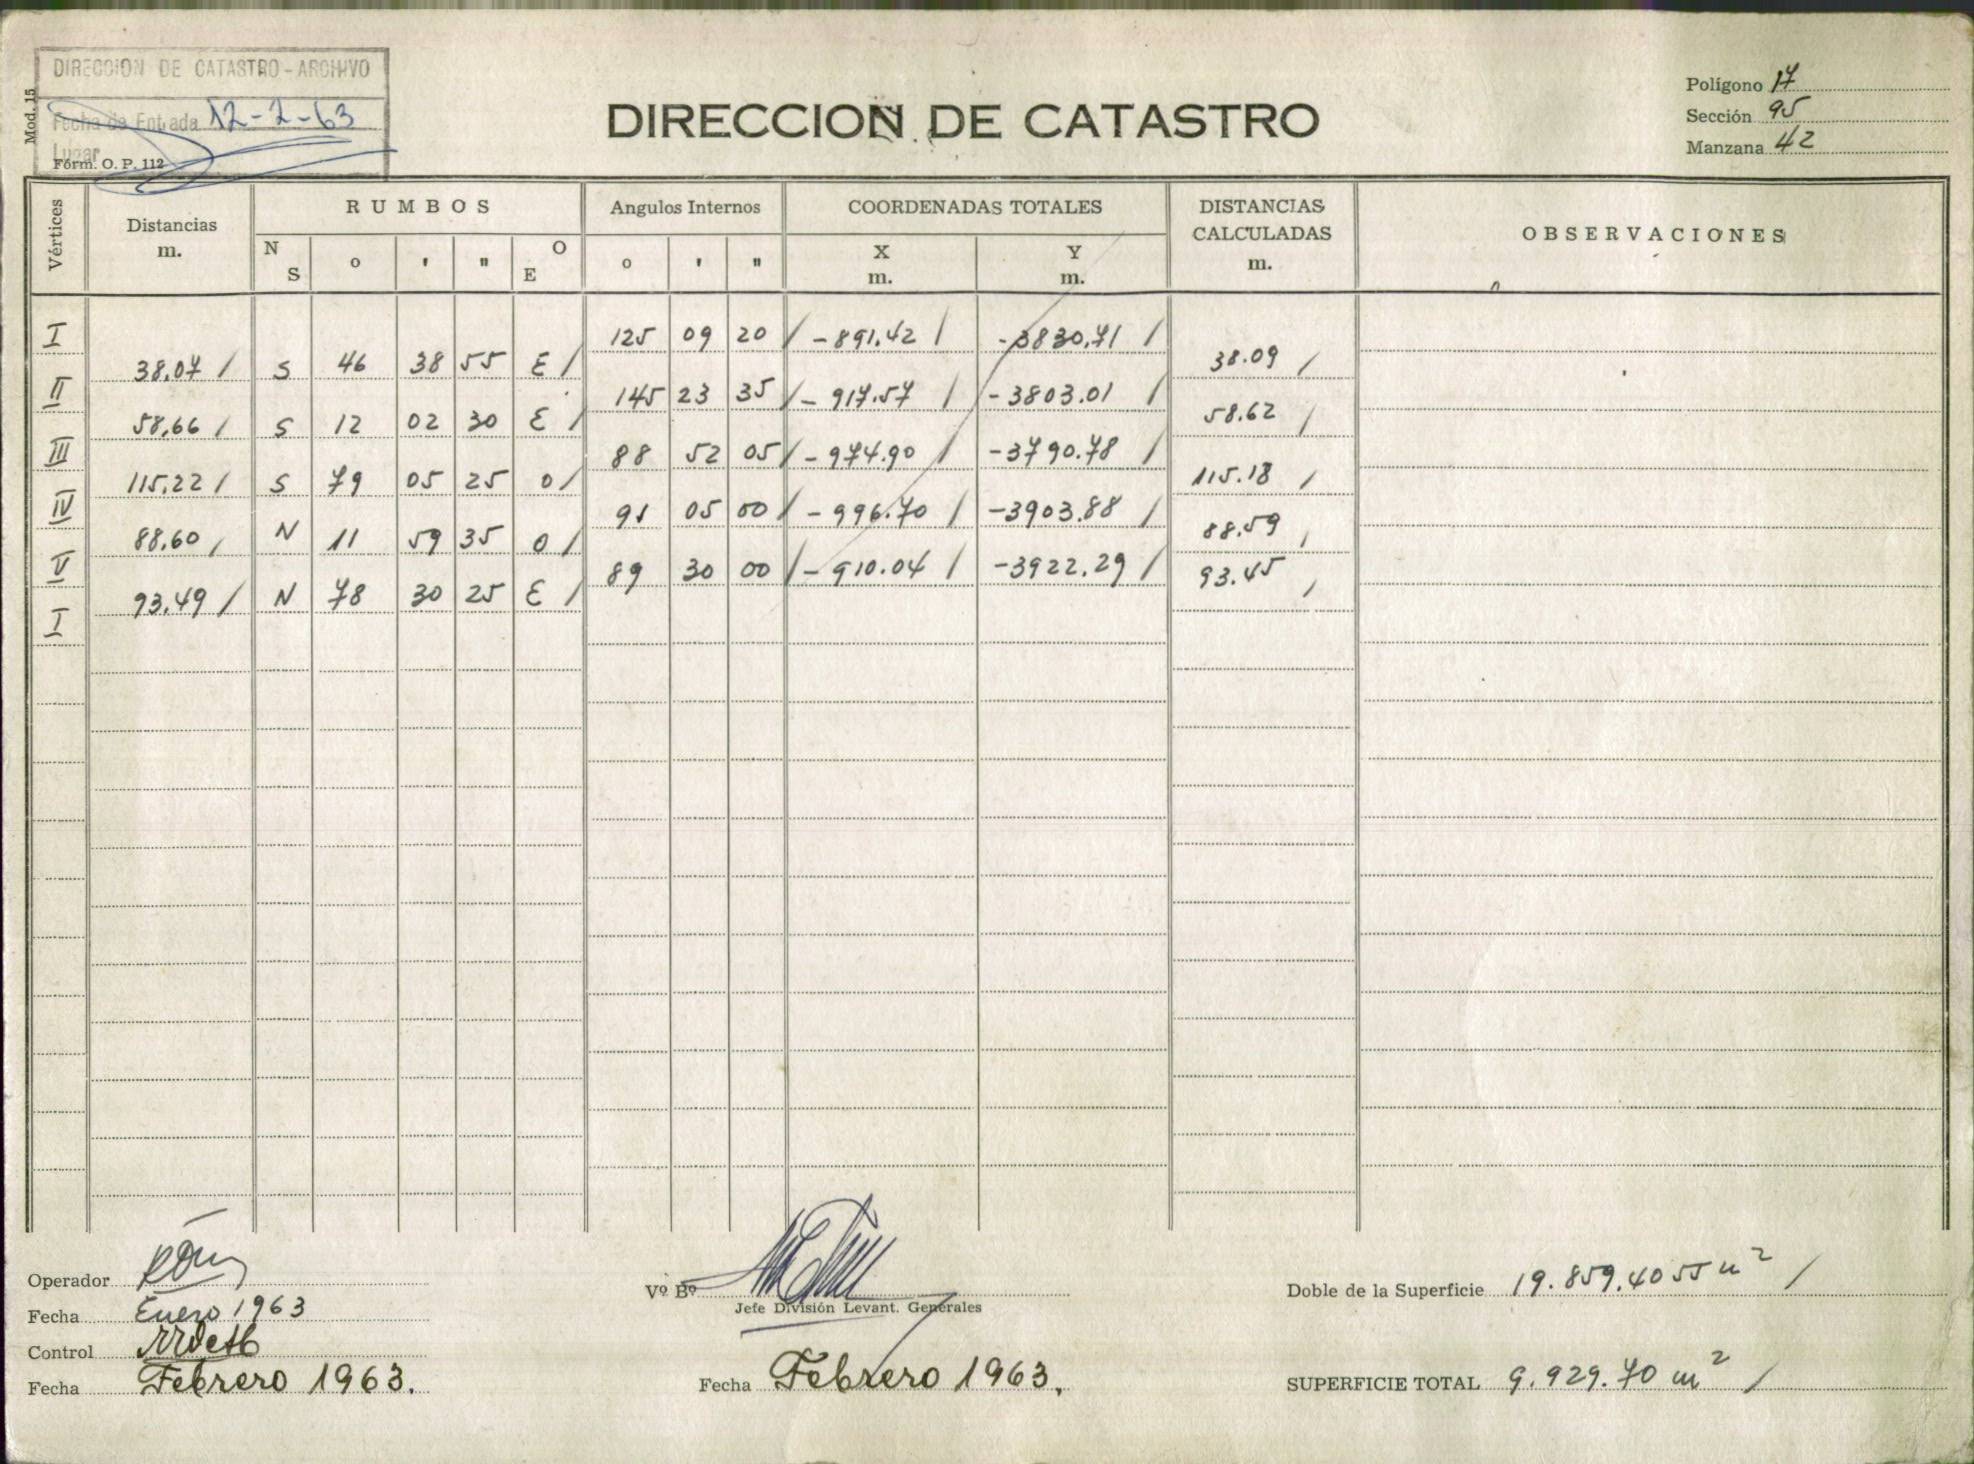 DIRECCION DE CATASTRO - ARCHIVO
Fecha de Entrada 12-2-63
Lugar
Mod. 15
Form. O. P. 112
DIRECCION DE CATASTRO
Polígono 17
Sección 95
Manzana 42
Vértices
Distancias m.
RUMBOS
N S o ' " O E
Angulos Internos
o ' "
COORDENADAS TOTALES
X m. Y m.
DISTANCIAS CALCULADAS m.
OBSERVACIONES
I 125 09 20 / -891.42 / -3830.71 /
38.07 / S 46 38 55 E / 38.09 /
II 145 23 35 / -917.57 / -3803.01 /
58,66 / S 12 02 30 E / 58.62 /
III 88 52 05 / -974.90 / -3790.78 /
115,22 / S 79 05 25 O / 115.18 /
IV 91 05 00 / -996.70 / -3903.88 /
88,60 / N 11 59 35 O / 88.59 /
V 89 30 00 / -910.04 / -3922.29 /
93,49 / N 78 30 25 E / 93.45 /
I
Operador
Fecha Enero 1963
Control
Fecha Febrero 1963.
Vº Bº
Jefe División Levant. Generales
Fecha Febrero 1963.
Doble de la Superficie 19.859.4055 m² /
SUPERFICIE TOTAL 9.929.70 m² /